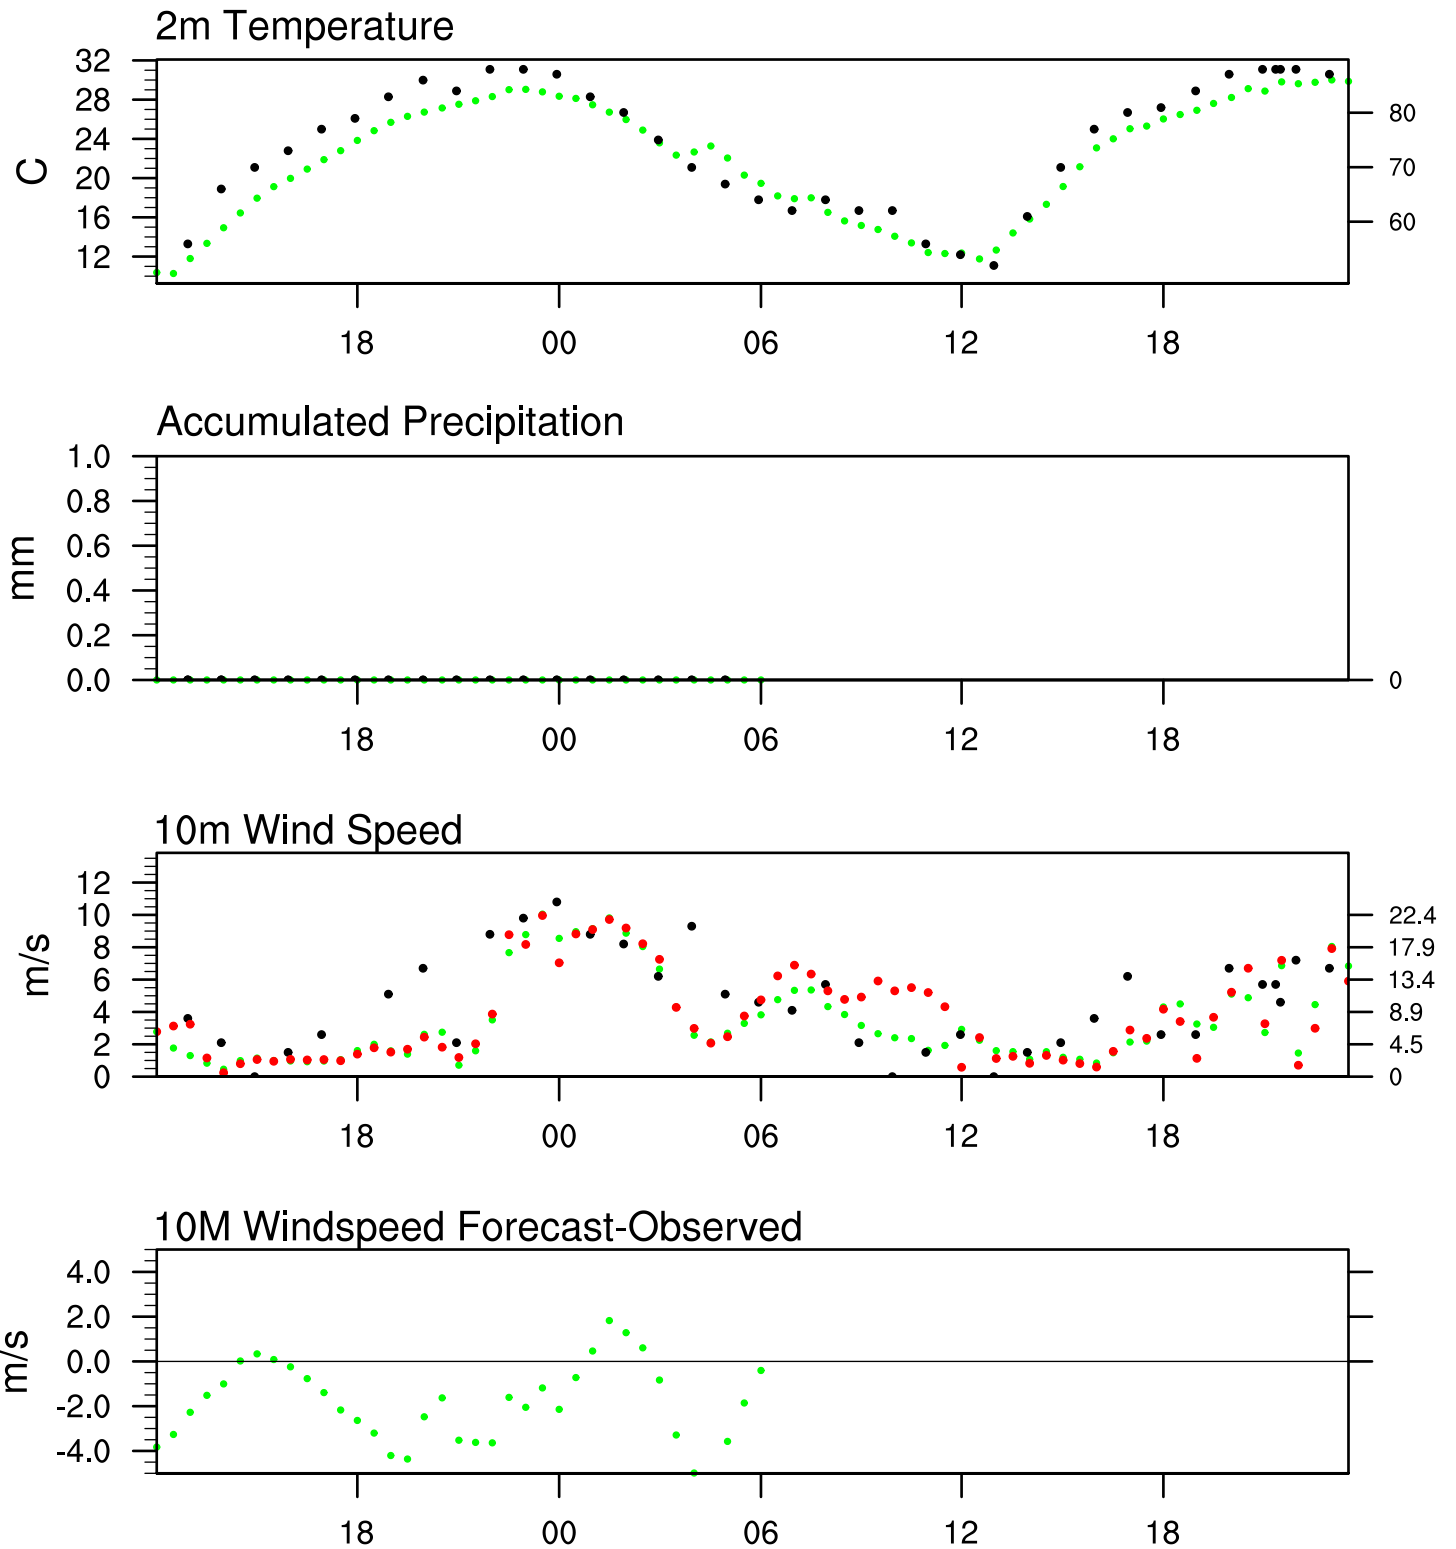 2m Temperature
32
28
24
20
16
12
C
80
70
60
18 00 06 12 18
Accumulated Precipitation
1.0
0.8
0.6
0.4
0.2
0.0
mm
0
18 00 06 12 18
10m Wind Speed
12
10
8
6
4
2
0
m/s
22.4
17.9
13.4
8.9
4.5
0
18 00 06 12 18
10M Windspeed Forecast-Observed
4.0
2.0
0.0
-2.0
-4.0
m/s
18 00 06 12 18